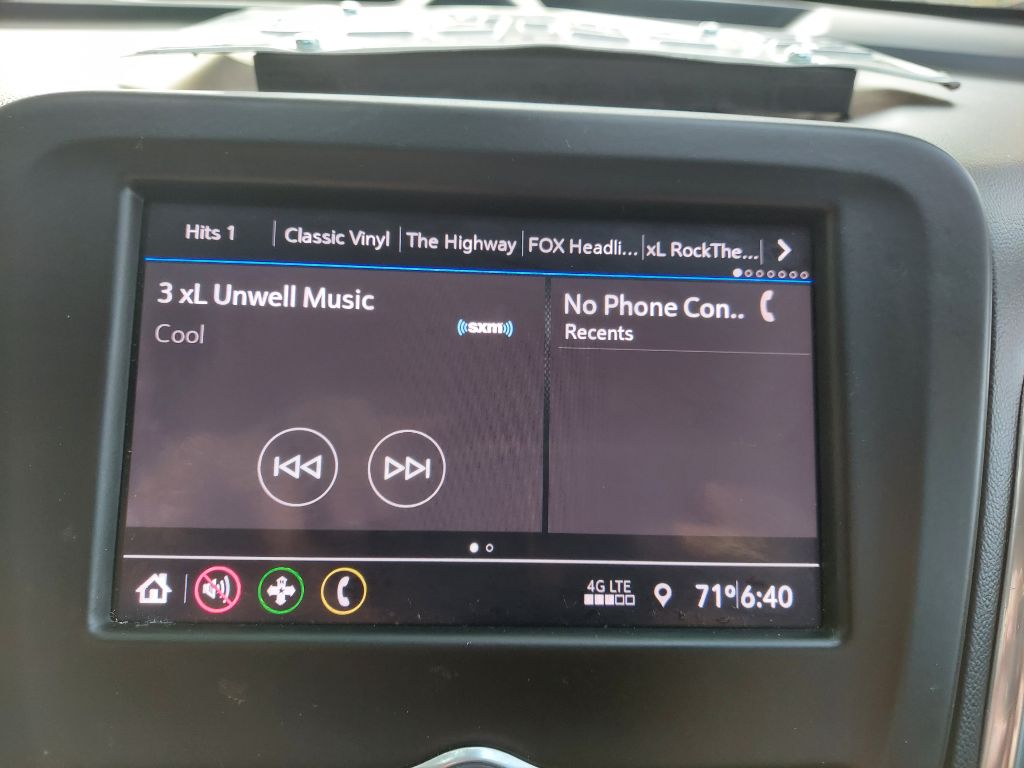 Hits 1
Classic Vinyl
The Highway
FOX Headli...
xL RockThe...
3 xL Unwell Music
Cool
((sxm))
No Phone Con..
Recents
4G LTE
71° 6:40